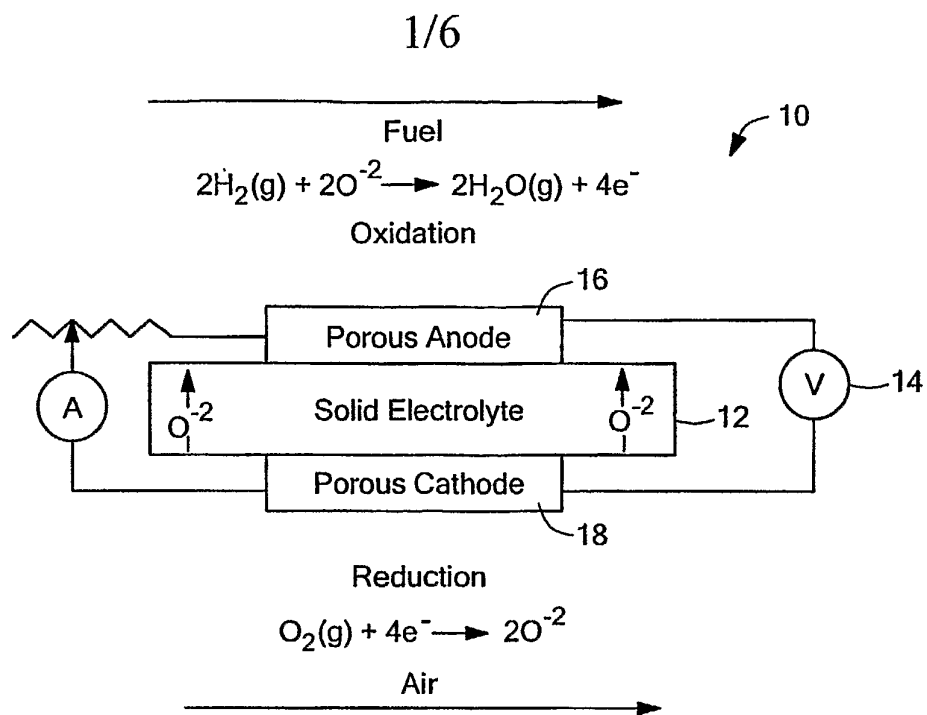 1/6
Fuel
10
2H2(g) + 2O-2 → 2H2O(g) + 4e-
Oxidation
16
Porous Anode
A
O-2
Solid Electrolyte
O-2
12
V
14
Porous Cathode
18
Reduction
O2(g) + 4e- → 2O-2
Air